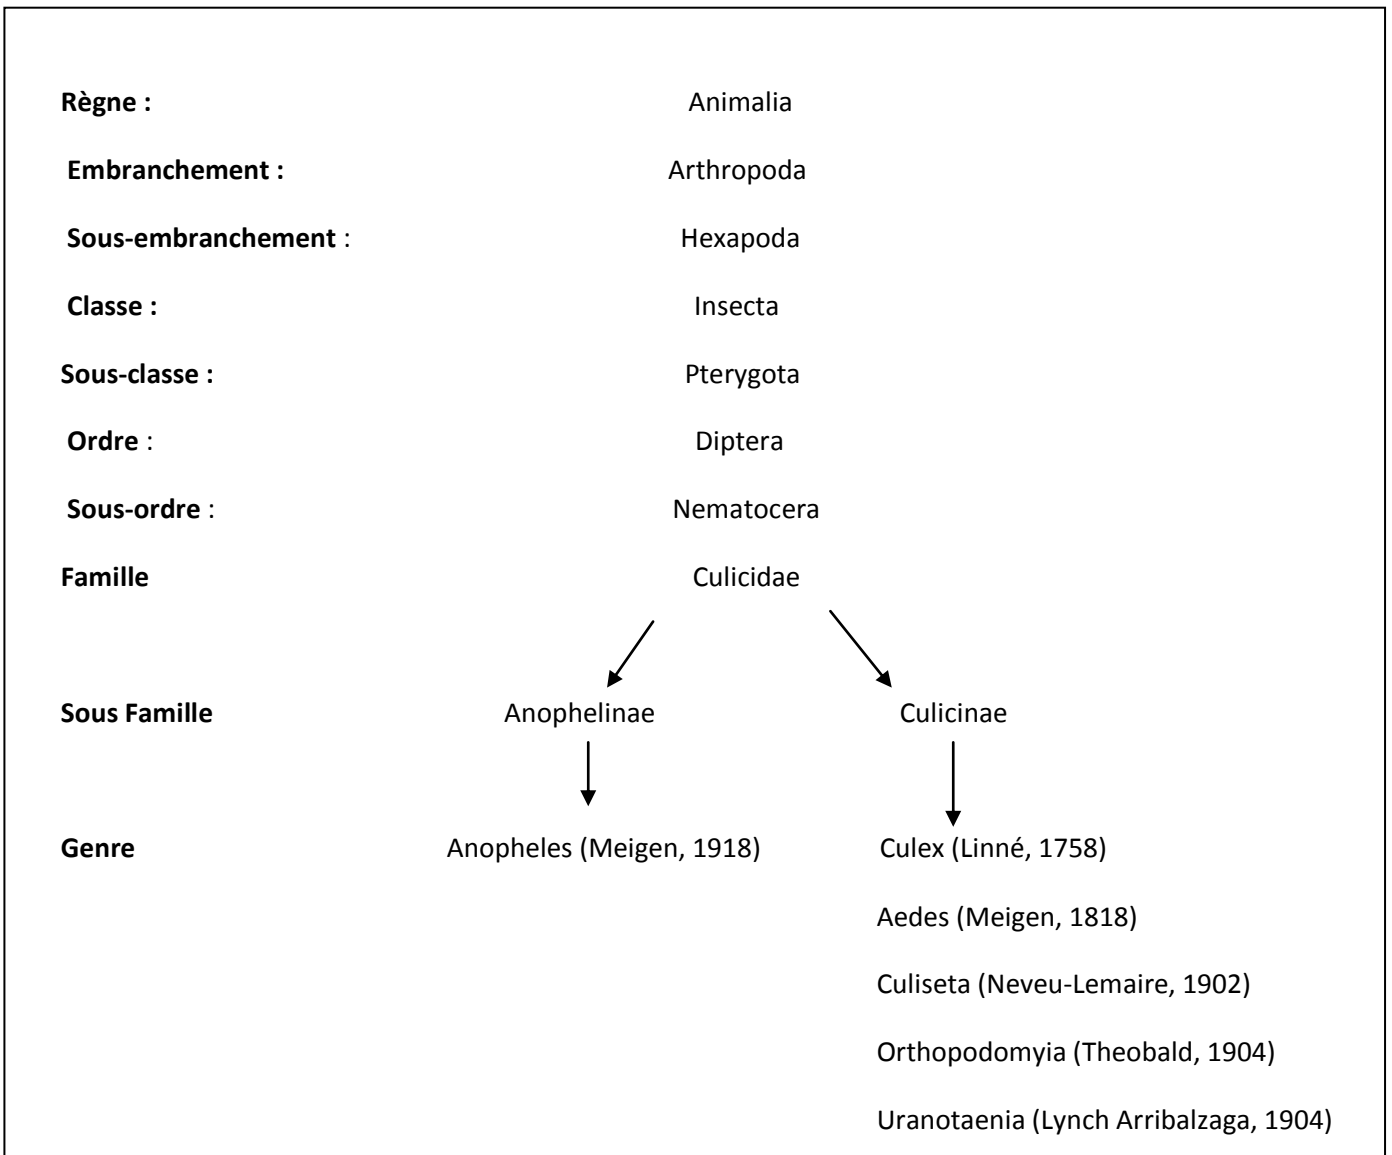 Règne : Animalia
Embranchement : Arthropoda
Sous-embranchement : Hexapoda
Classe : Insecta
Sous-classe : Pterygota
Ordre : Diptera
Sous-ordre : Nematocera
Famille Culicidae
Sous Famille Anophelinae Culicinae
Genre Anopheles (Meigen, 1918) Culex (Linné, 1758)
Aedes (Meigen, 1818)
Culiseta (Neveu-Lemaire, 1902)
Orthopodomyia (Theobald, 1904)
Uranotaenia (Lynch Arribalzaga, 1904)